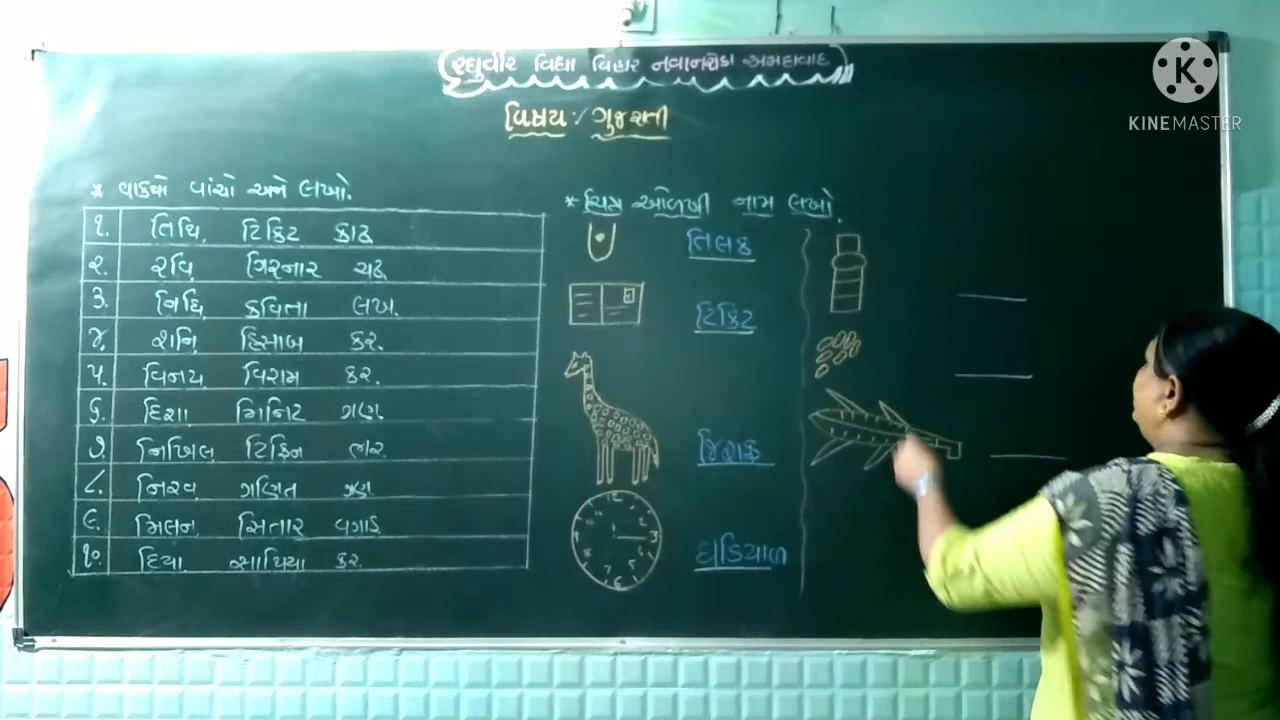 રઘુવીર વિદ્યા વિહાર નવાનરોડા અમદાવાદ
વિષય :- ગુજરાતી
* વાક્યો વાંચો અને લખો.
૧. તિથિ ટિકિટ કાઢ
૨. રવિ ગિરનાર ચઢ
૩. નિધિ કવિતા લખ.
૪. શનિ હિસાબ કર.
૫. વિનય વિરામ કર.
૬. દિશા મિનિટ ગણ
૭. નિખિલ ટિફિન ભર
૮. નિરવ ગણિત ગણ
૯. મિલન સિતાર વગાડ
૧૦. દિયા સાથિયા કર
* ચિત્ર ઓળખી નામ લખો.
તિલક
ટિકિટ
જિરાફ
ઘડિયાળ
KINEMASTER